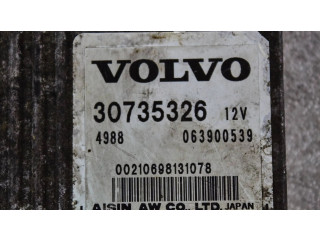 VOLVO
30735326 12V
4988 063900539
00210698131078
AISIN AW CO., LTD. JAPAN